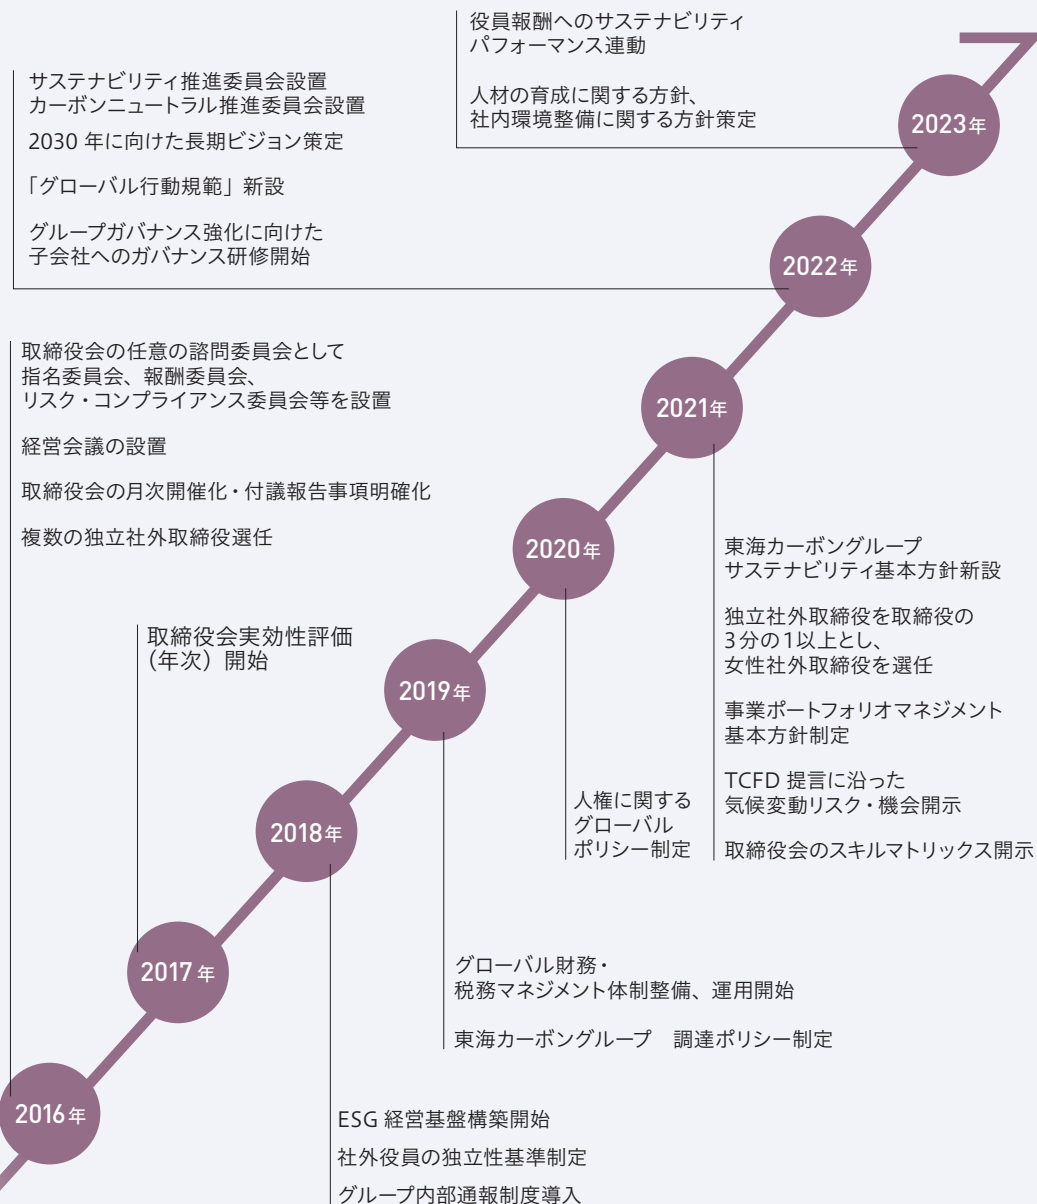 役員報酬へのサステナビリティ
パフォーマンス連動
人材の育成に関する方針、
社内環境整備に関する方針策定
2023年
サステナビリティ推進委員会設置
カーボンニュートラル推進委員会設置
2030 年に向けた長期ビジョン策定
「グローバル行動規範」新設
グループガバナンス強化に向けた
子会社へのガバナンス研修開始
2022年
取締役会の任意の諮問委員会として
指名委員会、報酬委員会、
リスク・コンプライアンス委員会等を設置
経営会議の設置
取締役会の月次開催化・付議報告事項明確化
複数の独立社外取締役選任
2021年
東海カーボングループ
サステナビリティ基本方針新設
独立社外取締役を取締役の
3分の1以上とし、
女性社外取締役を選任
事業ポートフォリオマネジメント
基本方針制定
TCFD 提言に沿った
気候変動リスク・機会開示
取締役会のスキルマトリックス開示
2020年
人権に関する
グローバル
ポリシー制定
取締役会実効性評価
（年次）開始
2019年
グローバル財務・
税務マネジメント体制整備、運用開始
東海カーボングループ　調達ポリシー制定
2018年
ESG 経営基盤構築開始
社外役員の独立性基準制定
グループ内部通報制度導入
2017年
2016年